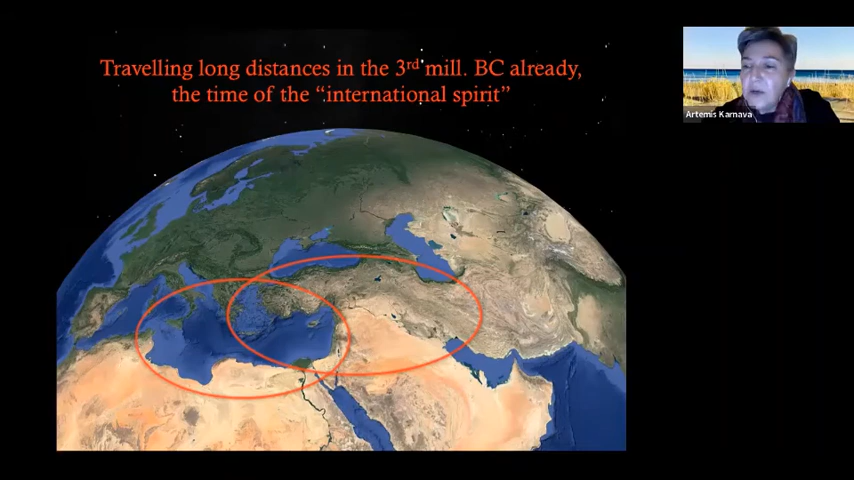 Travelling long distances in the 3rd mill. BC already,
the time of the “international spirit”
Artemis Karnava